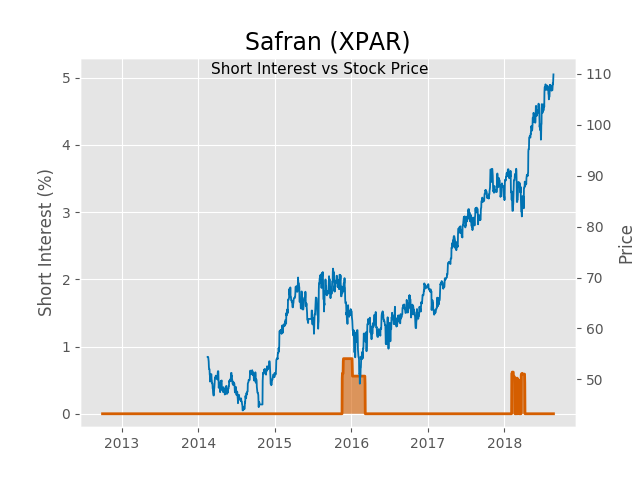 Safran (XPAR)
Short Interest vs Stock Price
Short Interest (%)
5
4
3
2
1
0
110
100
90
80
70
60
50
Price
2013 2014 2015 2016 2017 2018